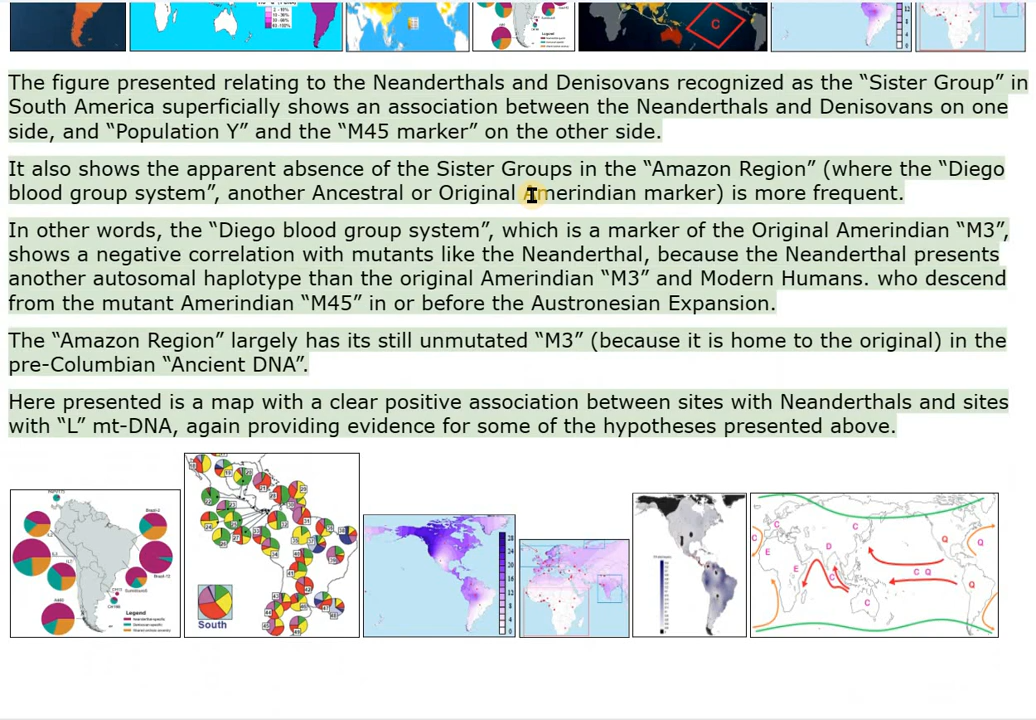 C
The figure presented relating to the Neanderthals and Denisovans recognized as the “Sister Group” in
South America superficially shows an association between the Neanderthals and Denisovans on one
side, and “Population Y” and the “M45 marker” on the other side.
It also shows the apparent absence of the Sister Groups in the “Amazon Region” (where the “Diego
blood group system”, another Ancestral or Original Amerindian marker) is more frequent.
In other words, the “Diego blood group system”, which is a marker of the Original Amerindian “M3”,
shows a negative correlation with mutants like the Neanderthal, because the Neanderthal presents
another autosomal haplotype than the original Amerindian “M3” and Modern Humans. who descend
from the mutant Amerindian “M45” in or before the Austronesian Expansion.
The “Amazon Region” largely has its still unmutated “M3” (because it is home to the original) in the
pre-Columbian “Ancient DNA”.
Here presented is a map with a clear positive association between sites with Neanderthals and sites
with “L” mt-DNA, again providing evidence for some of the hypotheses presented above.
Legend
South
28
24
20
16
12
8
4
0
C
C
C
E
D
E
C
C
Q
Q
C Q
Q